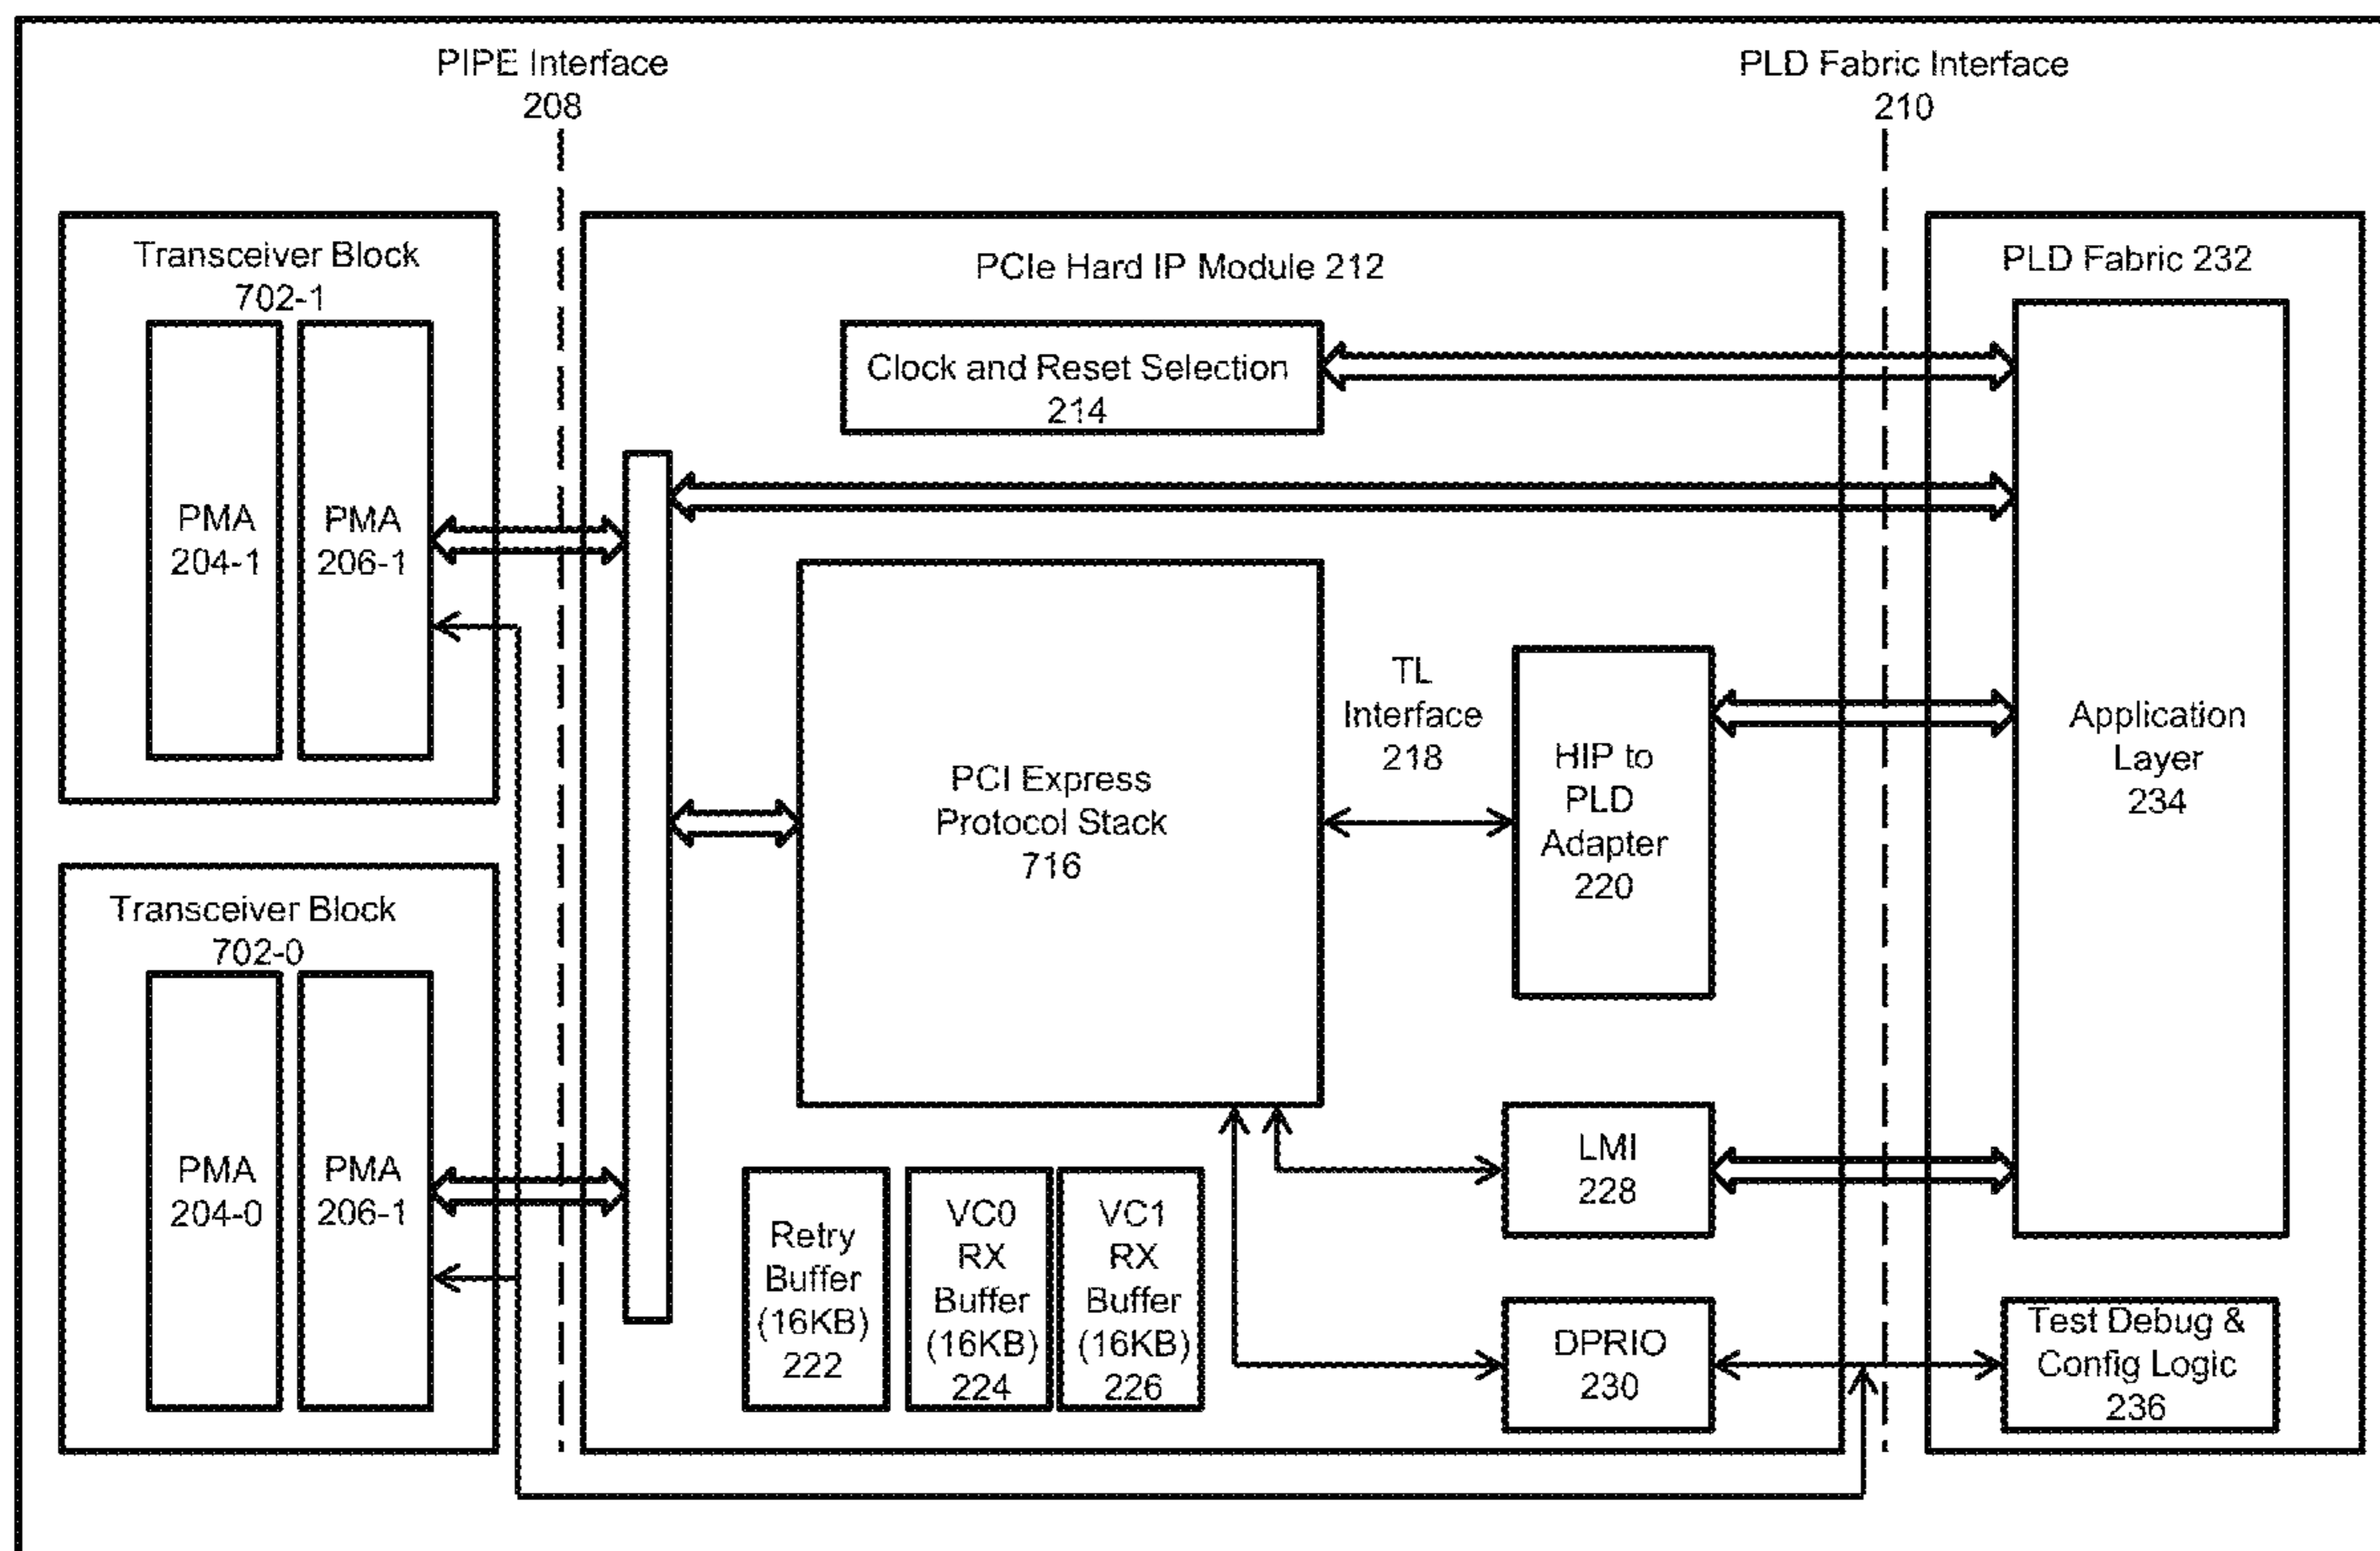 PIPE Interface
208
PLD Fabric Interface
210
Transceiver Block
702-1
PMA
204-1
PMA
206-1
Transceiver Block
702-0
PMA
204-0
PMA
206-1
PCIe Hard IP Module 212
Clock and Reset Selection
214
PCI Express
Protocol Stack
716
TL
Interface
218
HIP to
PLD
Adapter
220
Retry
Buffer
(16KB)
222
VC0
RX
Buffer
(16KB)
224
VC1
RX
Buffer
(16KB)
226
LMI
228
DPRIO
230
PLD Fabric 232
Application
Layer
234
Test Debug &
Config Logic
236